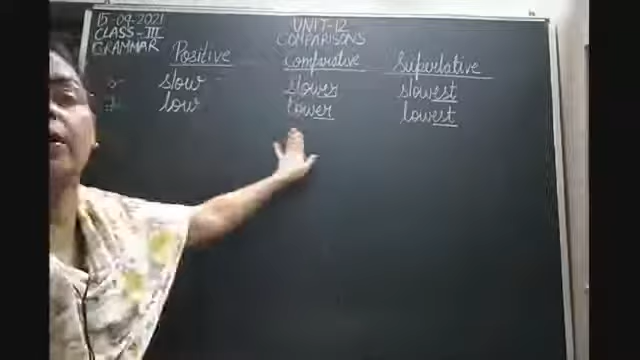 15-09-2021 UNIT-12
CLASS-III COMPARISONS
GRAMMAR Positive Comparative Superlative
slow slower slowest
low lower lowest